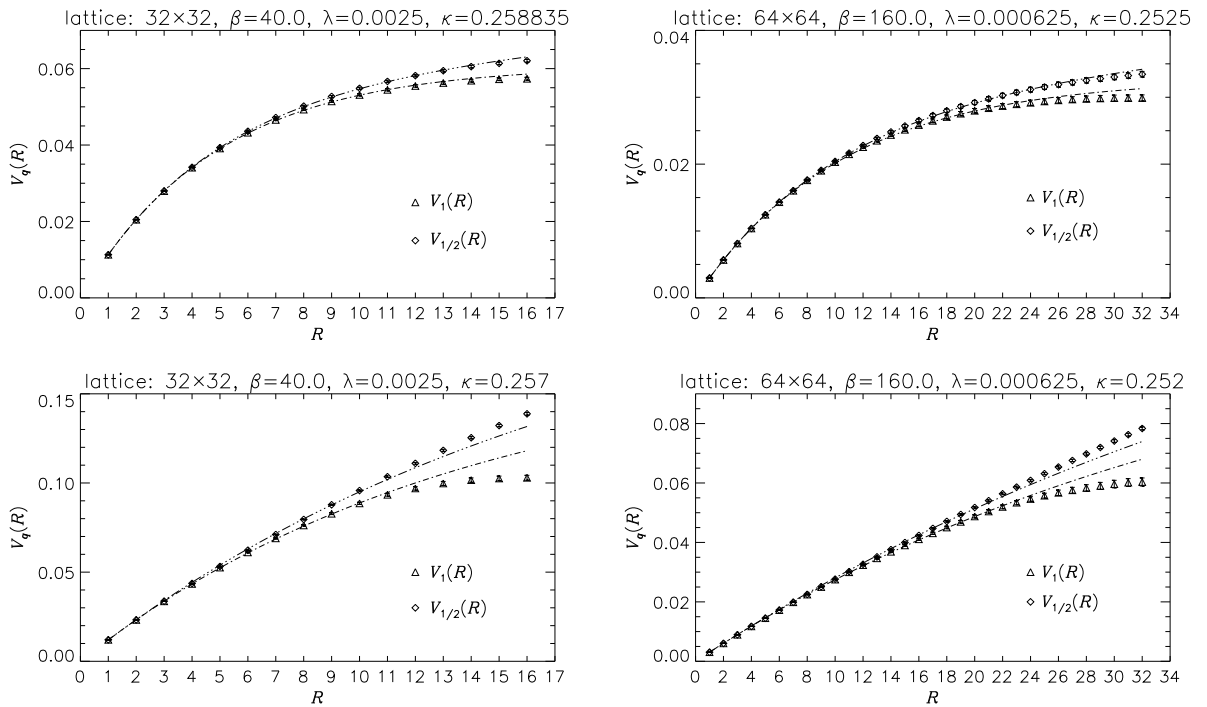 lattice: 32×32, β=40.0, λ=0.0025, κ=0.258835
0.06
0.04
0.02
0.00
V_q(R)
△ V_1(R)
◇ V_{1/2}(R)
0 1 2 3 4 5 6 7 8 9 10 11 12 13 14 15 16 17
R
lattice: 64×64, β=160.0, λ=0.000625, κ=0.2525
0.04
0.02
0.00
V_q(R)
△ V_1(R)
◇ V_{1/2}(R)
0 2 4 6 8 10 12 14 16 18 20 22 24 26 28 30 32 34
R
lattice: 32×32, β=40.0, λ=0.0025, κ=0.257
0.15
0.10
0.05
0.00
V_q(R)
△ V_1(R)
◇ V_{1/2}(R)
0 1 2 3 4 5 6 7 8 9 10 11 12 13 14 15 16 17
R
lattice: 64×64, β=160.0, λ=0.000625, κ=0.252
0.08
0.06
0.04
0.02
0.00
V_q(R)
△ V_1(R)
◇ V_{1/2}(R)
0 2 4 6 8 10 12 14 16 18 20 22 24 26 28 30 32 34
R